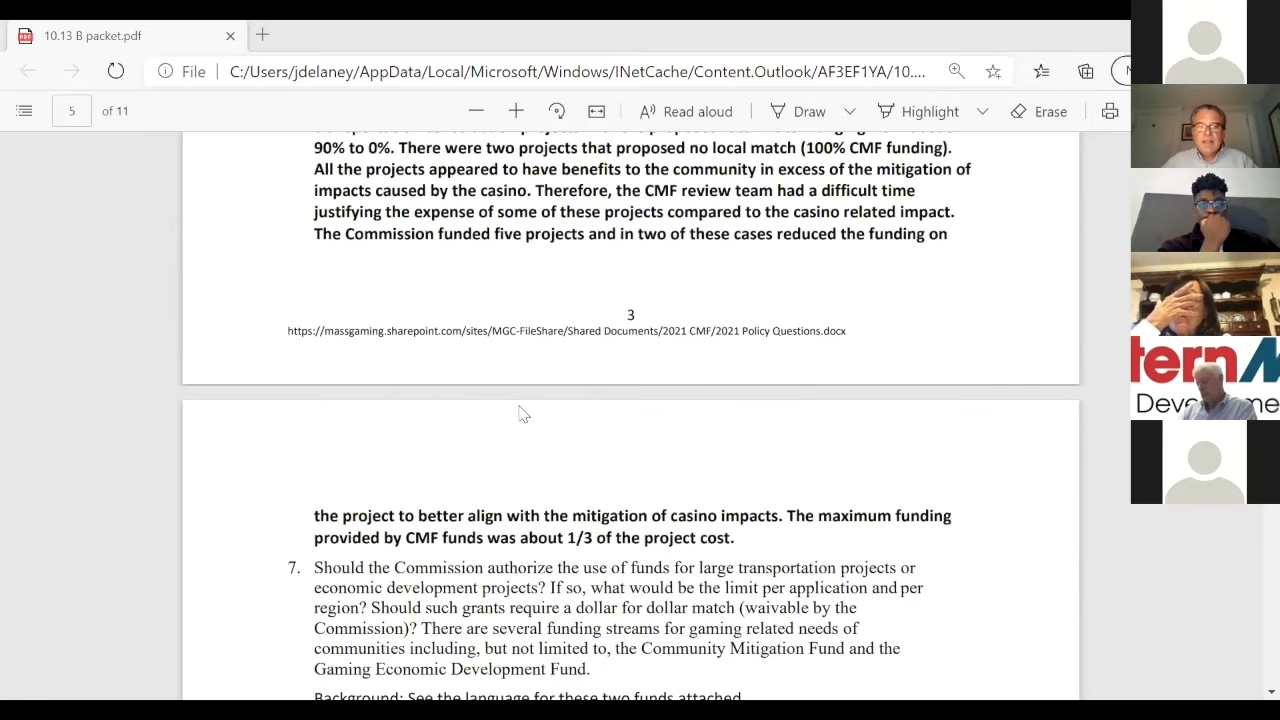 10.13 B packet.pdf
File
C:/Users/jdelaney/AppData/Local/Microsoft/Windows/INetCache/Content.Outlook/AF3EF1YA/10....
5 of 11
Read aloud
Draw
Highlight
Erase
90% to 0%. There were two projects that proposed no local match (100% CMF funding).
All the projects appeared to have benefits to the community in excess of the mitigation of
impacts caused by the casino. Therefore, the CMF review team had a difficult time
justifying the expense of some of these projects compared to the casino related impact.
The Commission funded five projects and in two of these cases reduced the funding on
3
https://massgaming.sharepoint.com/sites/MGC-FileShare/Shared Documents/2021 CMF/2021 Policy Questions.docx
the project to better align with the mitigation of casino impacts. The maximum funding
provided by CMF funds was about 1/3 of the project cost.
7. Should the Commission authorize the use of funds for large transportation projects or
economic development projects? If so, what would be the limit per application and per
region? Should such grants require a dollar for dollar match (waivable by the
Commission)? There are several funding streams for gaming related needs of
communities including, but not limited to, the Community Mitigation Fund and the
Gaming Economic Development Fund.
Background: See the language for these two funds attached